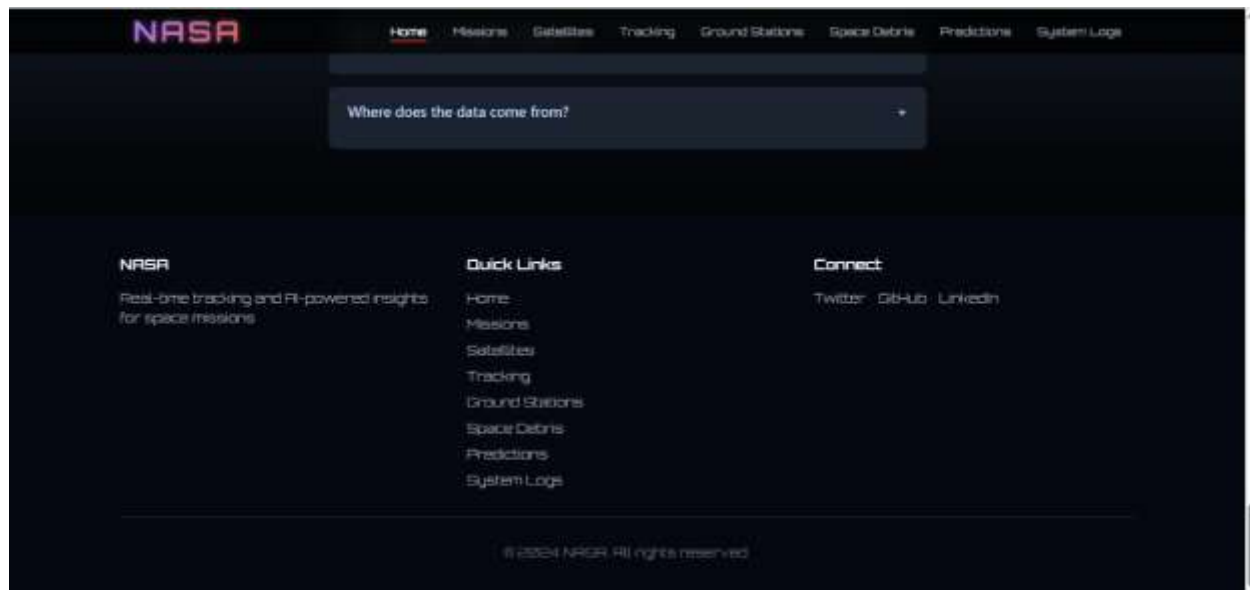 NASA
Home Missions Satellites Tracking Ground Stations Space Debris Predictions System Logs
Where does the data come from?
NASA
Real-time tracking and AI-powered insights
for space missions
Quick Links
Home
Missions
Satellites
Tracking
Ground Stations
Space Debris
Predictions
System Logs
Connect
Twitter GitHub LinkedIn
© 2024 NASA. All rights reserved